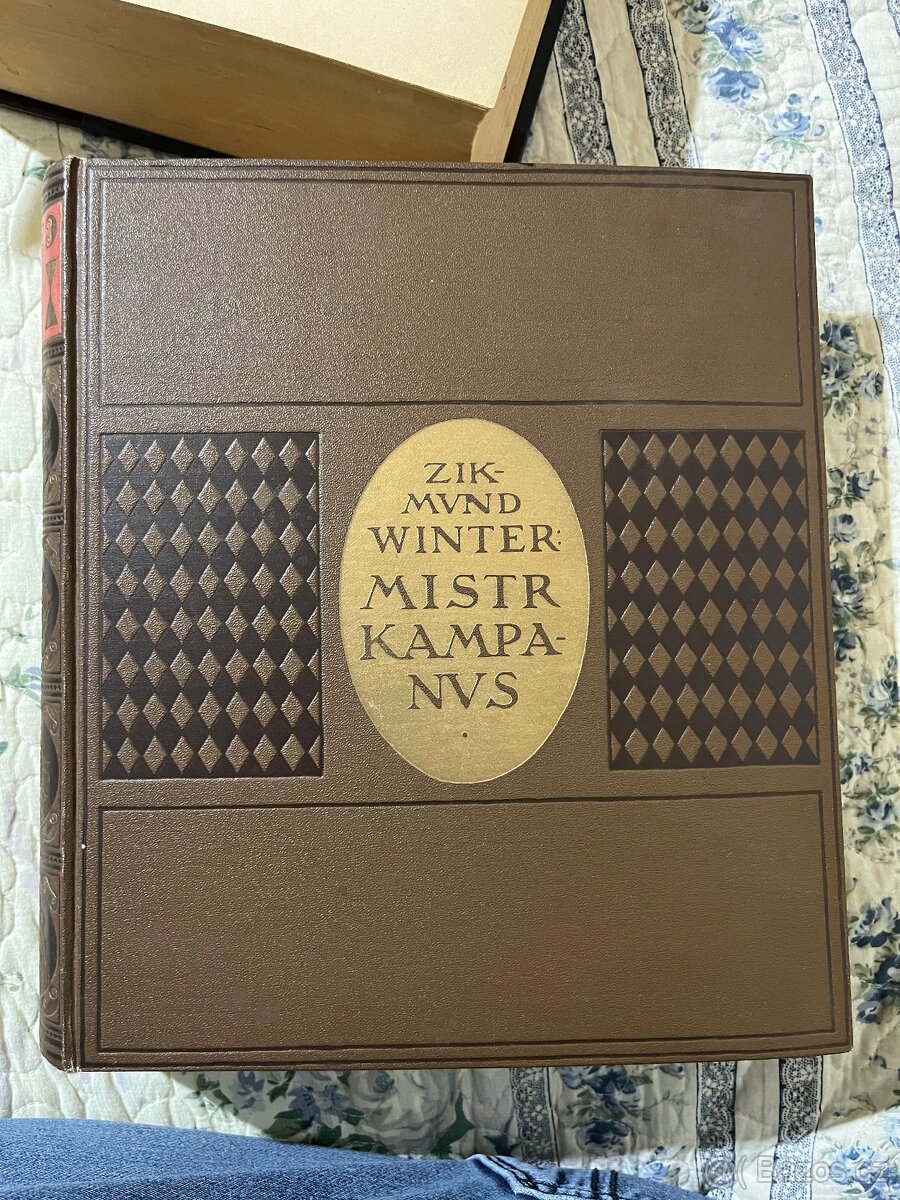 ZIK-
MVND
WINTER:
MISTR
KAMPA-
NVS
Bazos.cz